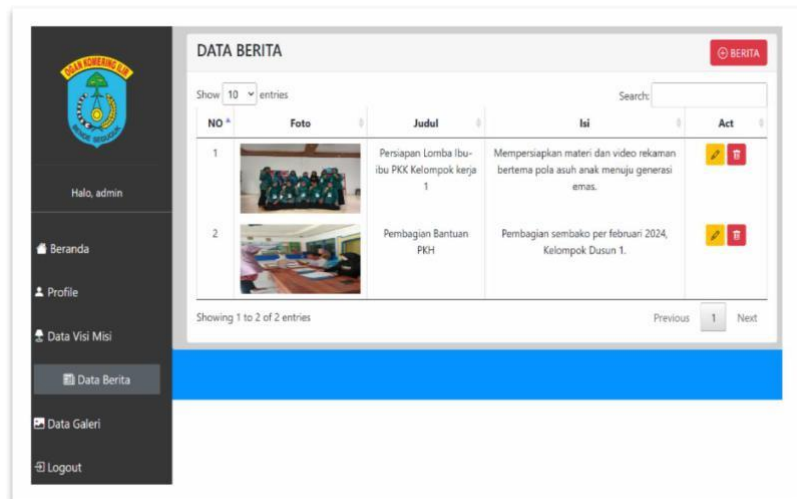 OGAN KOMERING ILIR
BENDE SEGUGUK
Halo, admin
Beranda
Profile
Data Visi Misi
Data Berita
Data Galeri
Logout
DATA BERITA
BERITA
Show 10 entries
Search:
NO Foto Judul Isi Act
1 Persiapan Lomba Ibu- Mempersiapkan materi dan video rekaman
ibu PKK Kelompok kerja bertema pola asuh anak menuju generasi
1 emas.
2 Pembagian Bantuan Pembagian sembako per februari 2024,
PKH Kelompok Dusun 1.
Showing 1 to 2 of 2 entries
Previous 1 Next